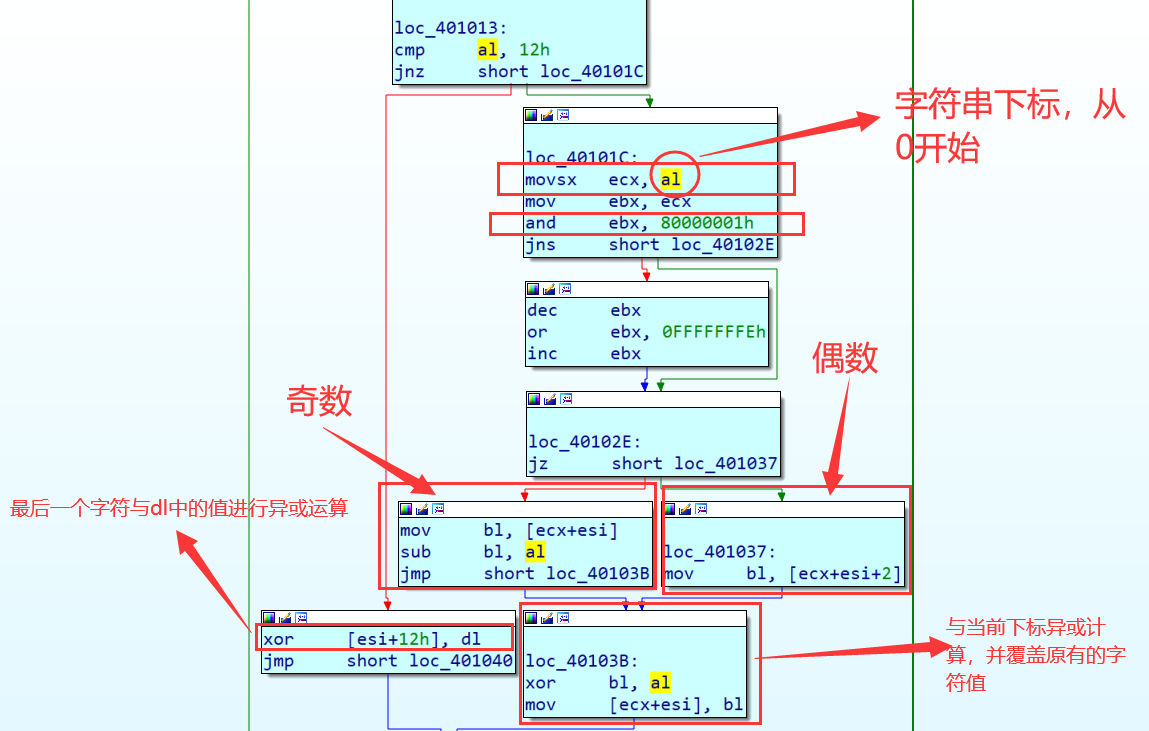 loc_401013:
cmp al, 12h
jnz short loc_40101C
字符串下标，从
0开始
loc_40101C:
movsx ecx, al
mov ebx, ecx
and ebx, 80000001h
jns short loc_40102E
dec ebx
or ebx, 0FFFFFFFEh
inc ebx
偶数
奇数
loc_40102E:
jz short loc_401037
最后一个字符与dl中的值进行异或运算
mov bl, [ecx+esi]
sub bl, al
jmp short loc_40103B
loc_401037:
mov bl, [ecx+esi+2]
xor [esi+12h], dl
jmp short loc_401040
loc_40103B:
xor bl, al
mov [ecx+esi], bl
与当前下标异或计
算，并覆盖原有的字
符值